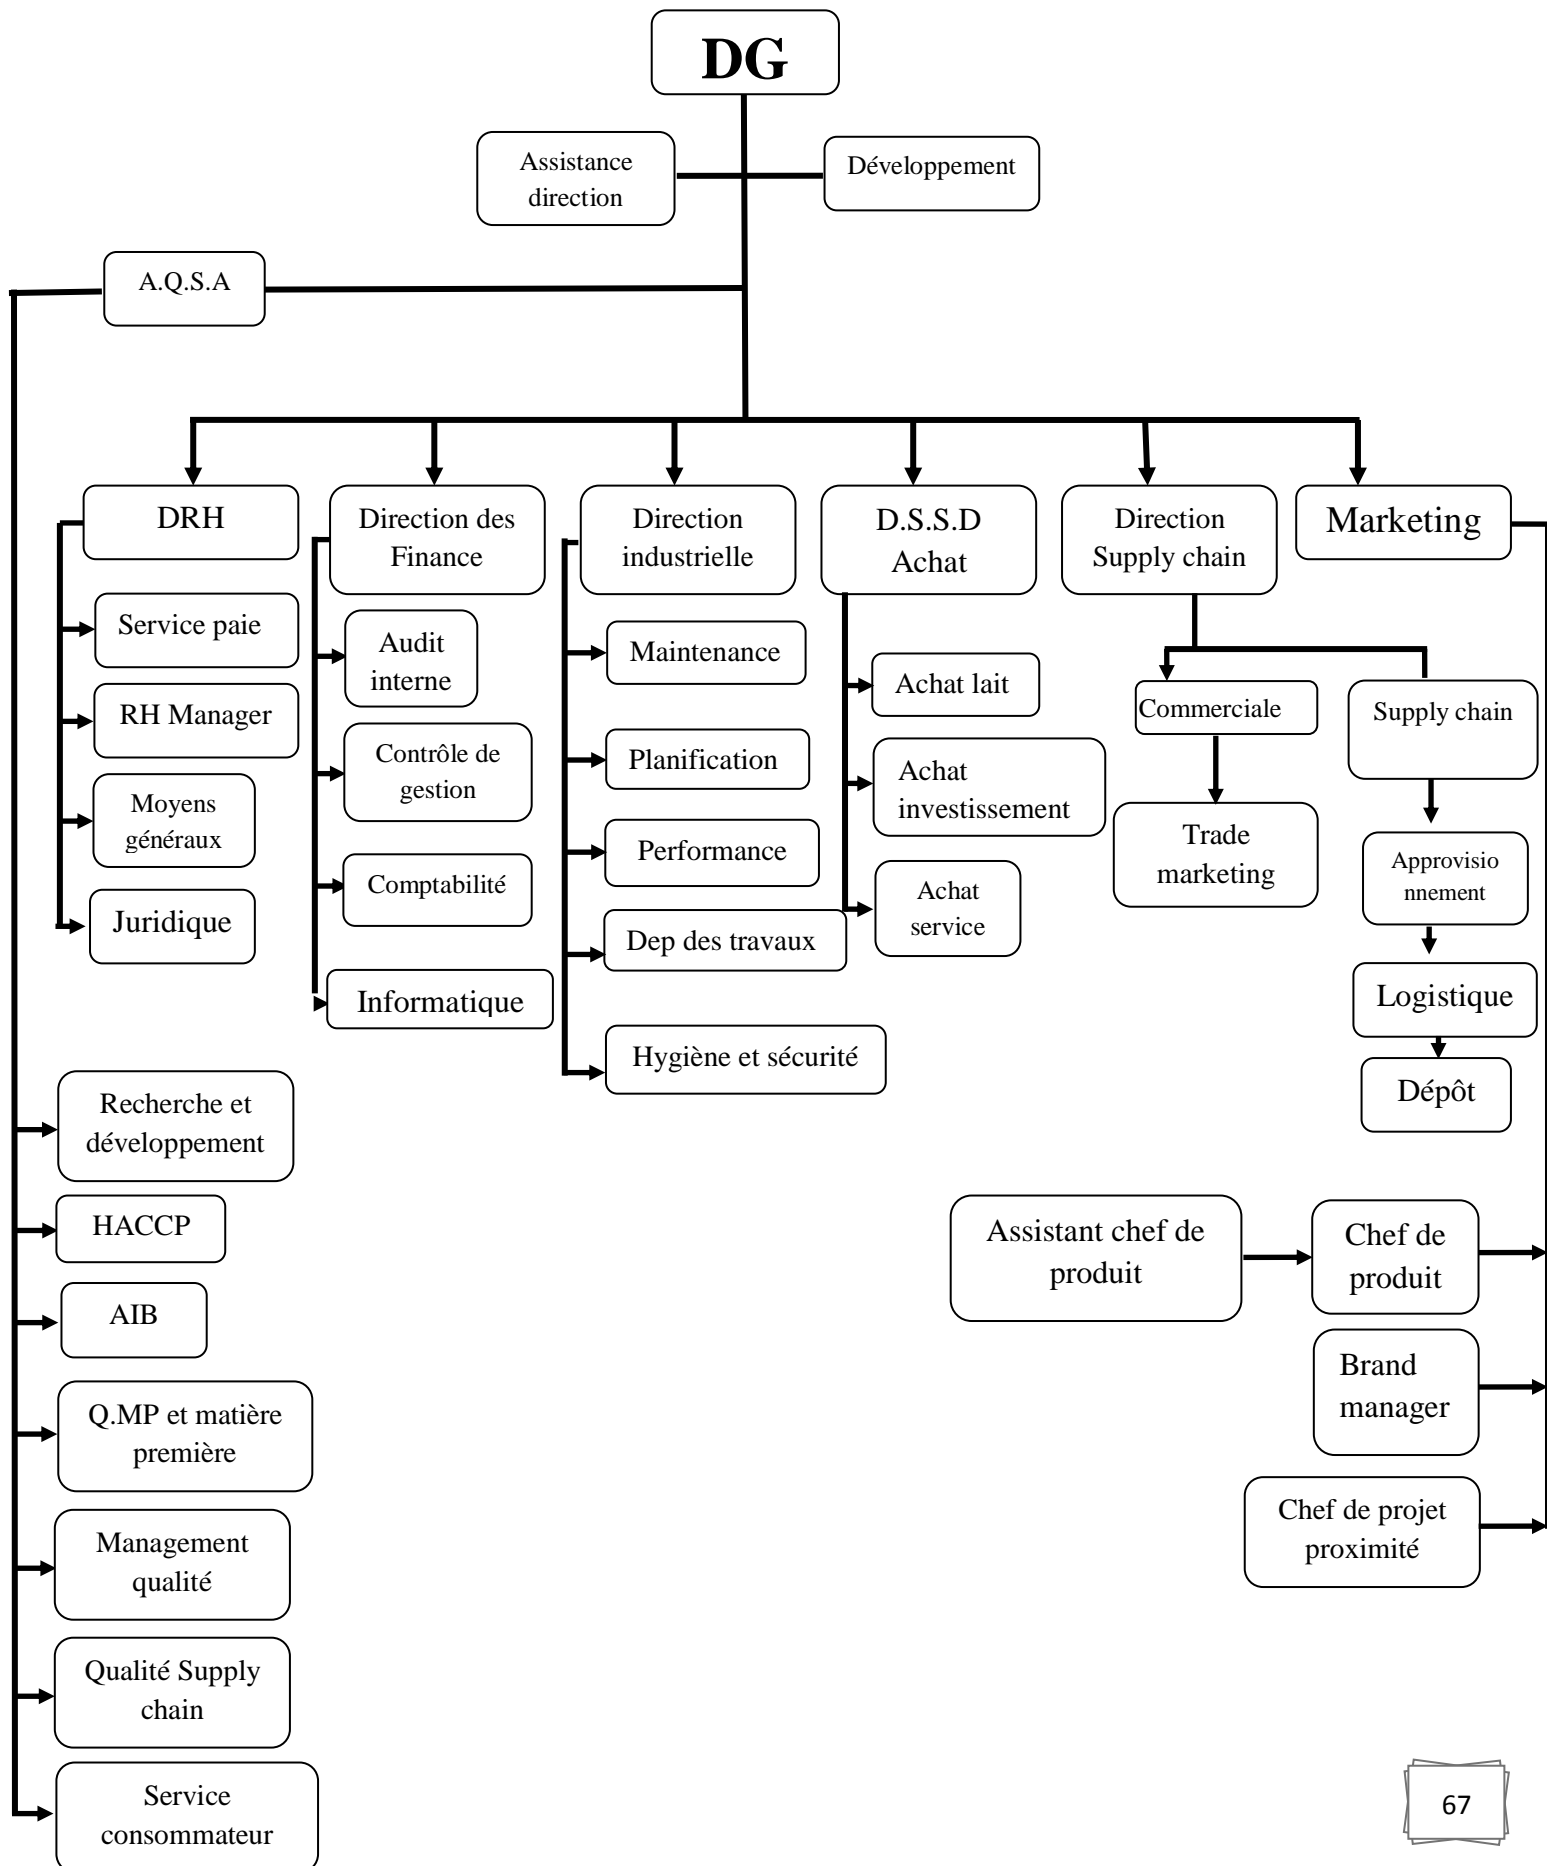 DG
Assistance
direction
Développement
A.Q.S.A
DRH
Direction des
Finance
Direction
industrielle
D.S.S.D
Achat
Direction
Supply chain
Marketing
Service paie
RH Manager
Moyens
généraux
Juridique
Audit
interne
Contrôle de
gestion
Comptabilité
Informatique
Maintenance
Planification
Performance
Dep des travaux
Hygiène et sécurité
Achat lait
Achat
investissement
Achat
service
Commerciale
Trade
marketing
Supply chain
Approvisio
nnement
Logistique
Dépôt
Recherche et
développement
HACCP
AIB
Q.MP et matière
première
Management
qualité
Qualité Supply
chain
Service
consommateur
Assistant chef de
produit
Chef de
produit
Brand
manager
Chef de projet
proximité
67